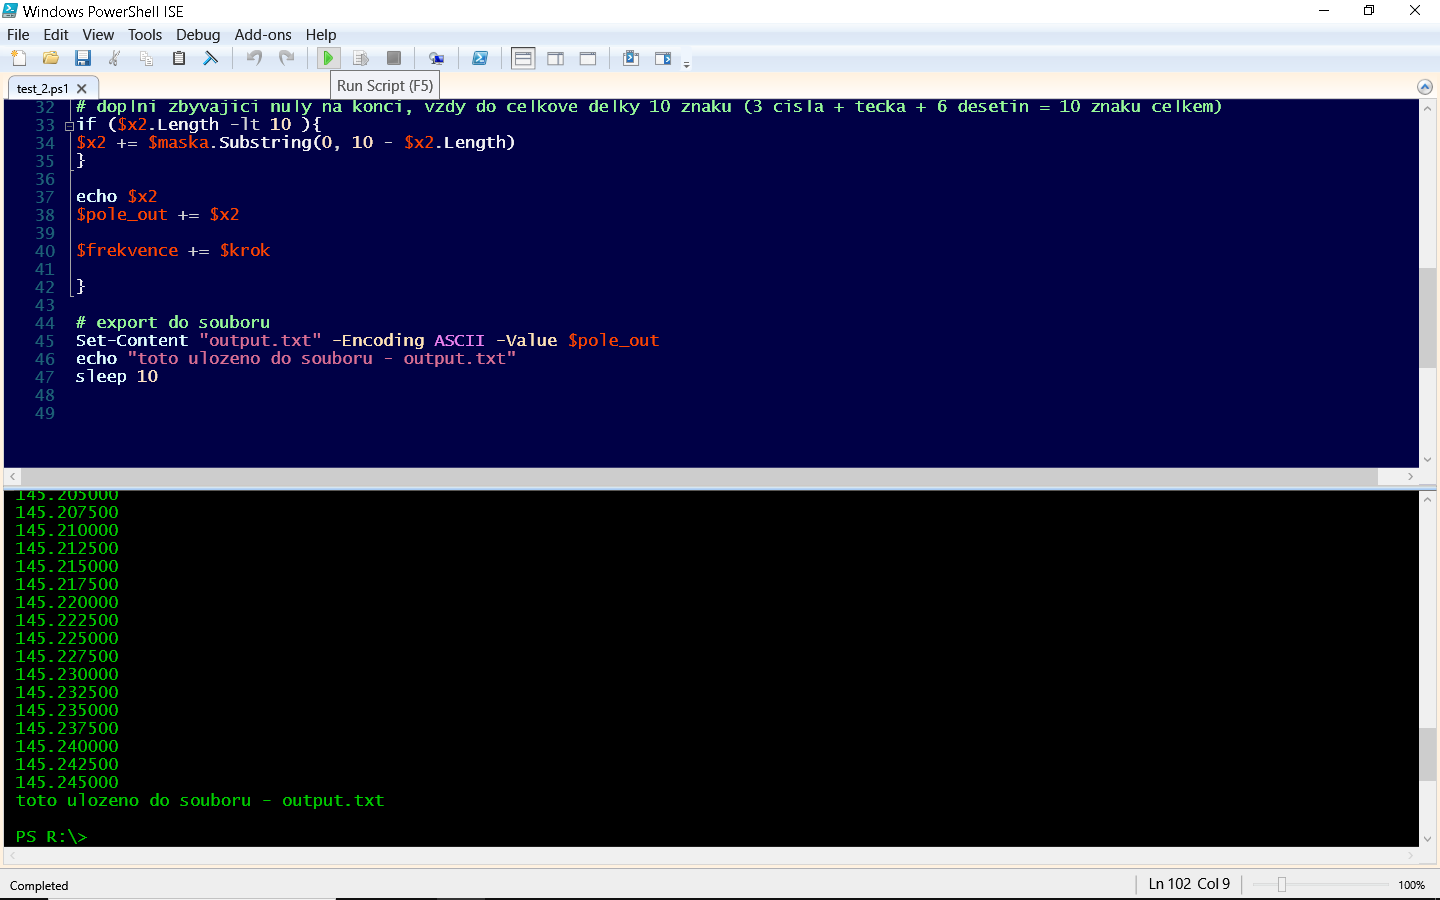 Windows PowerShell ISE
File Edit View Tools Debug Add-ons Help
Run Script (F5)
test_2.ps1
32 # doplni zbyvajici nuly na konci, vzdy do celkove delky 10 znaku (3 cisla + tecka + 6 desetin = 10 znaku celkem)
33 if ($x2.Length -lt 10 ){
34 $x2 += $maska.Substring(0, 10 - $x2.Length)
35 }
36
37 echo $x2
38 $pole_out += $x2
39
40 $frekvence += $krok
41
42 }
43
44 # export do souboru
45 Set-Content "output.txt" -Encoding ASCII -Value $pole_out
46 echo "toto ulozeno do souboru - output.txt"
47 sleep 10
48
49
145.205000
145.207500
145.210000
145.212500
145.215000
145.217500
145.220000
145.222500
145.225000
145.227500
145.230000
145.232500
145.235000
145.237500
145.240000
145.242500
145.245000
toto ulozeno do souboru - output.txt
PS R:\>
Completed
Ln 102 Col 9
100%